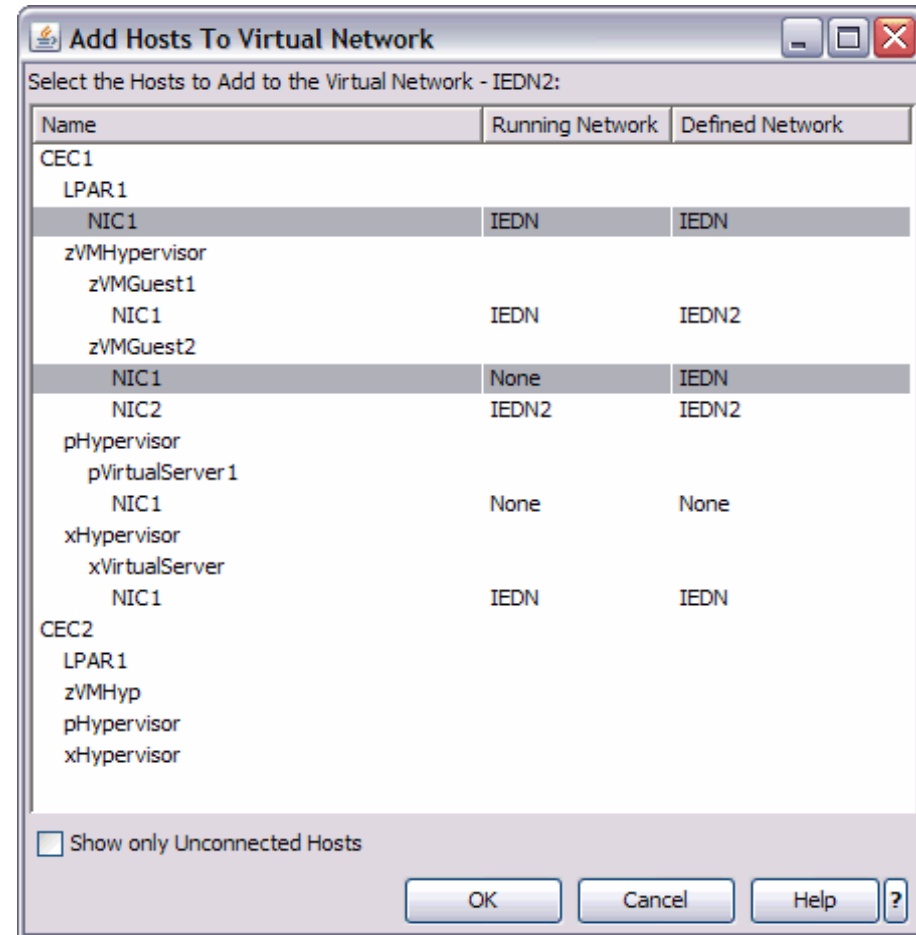 Add Hosts To Virtual Network
Select the Hosts to Add to the Virtual Network - IEDN2:
Name Running Network Defined Network
CEC1
LPAR1
NIC1 IEDN IEDN
zVMHypervisor
zVMGuest1
NIC1 IEDN IEDN2
zVMGuest2
NIC1 None IEDN
NIC2 IEDN2 IEDN2
pHypervisor
pVirtualServer1
NIC1 None None
xHypervisor
xVirtualServer
NIC1 IEDN IEDN
CEC2
LPAR1
zVMHyp
pHypervisor
xHypervisor
Show only Unconnected Hosts
OK Cancel Help ?